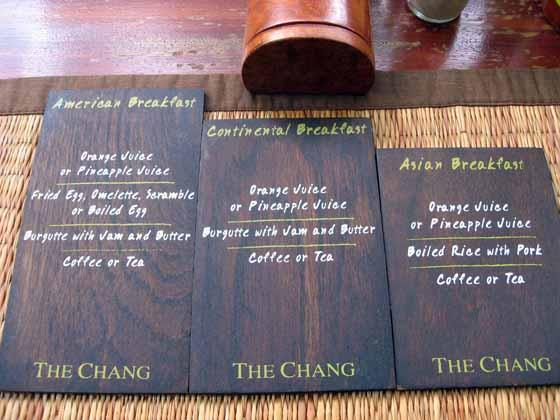 American Breakfast
Orange Juice
or Pineapple Juice
Fried Egg, Omelette, Scramble
or Boiled Egg
Burgutte with Jam and Butter
Coffee or Tea
THE CHANG
Continental Breakfast
Orange Juice
or Pineapple Juice
Burgutte with Jam and Butter
Coffee or Tea
THE CHANG
Asian Breakfast
Orange Juice
or Pineapple Juice
Boiled Rice with Pork
Coffee or Tea
THE CHANG